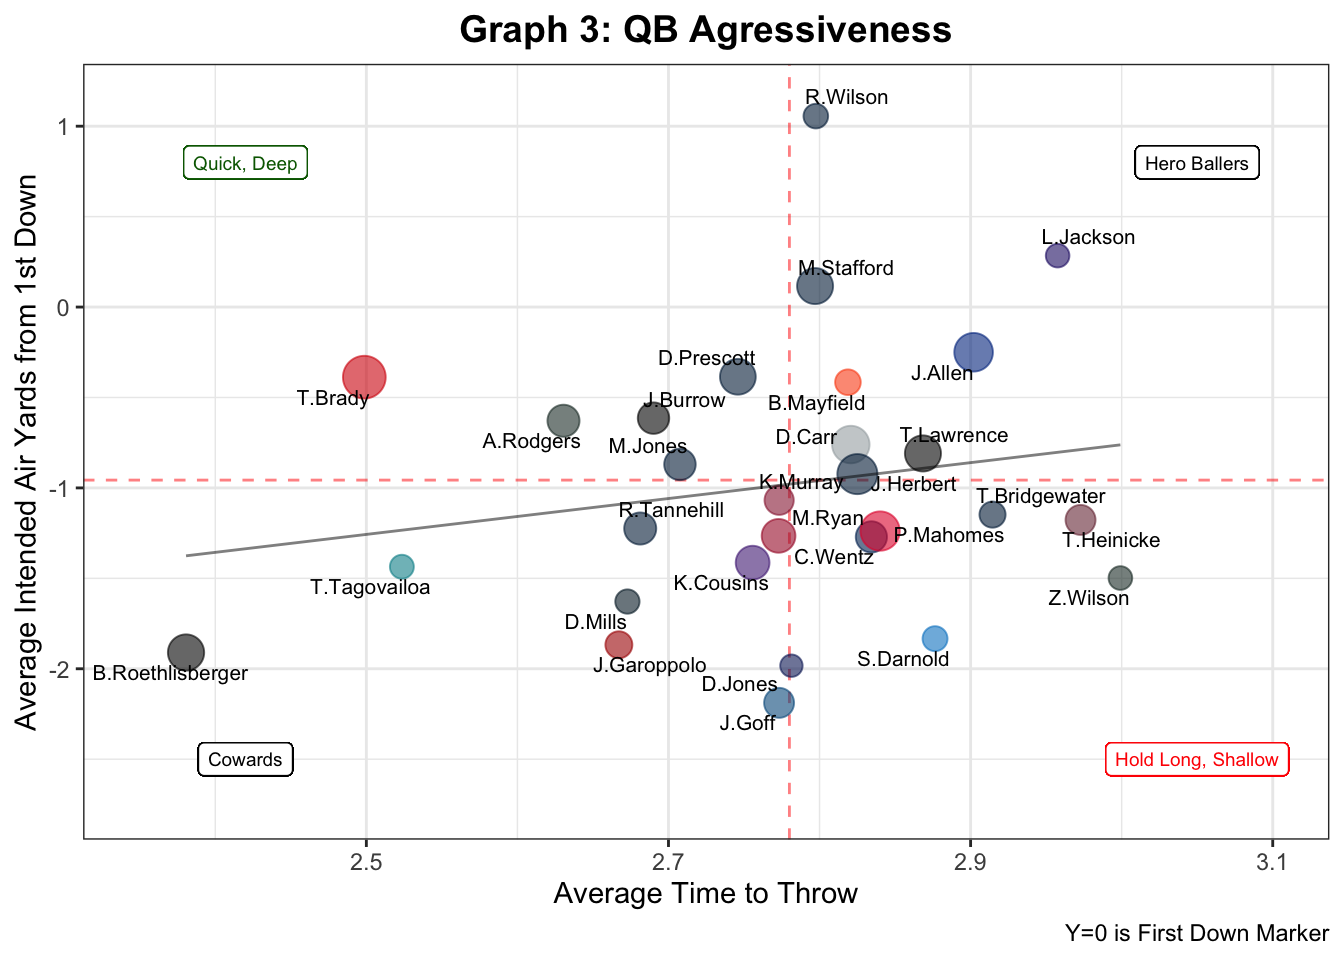 Graph 3: QB Agressiveness
R.Wilson
Quick, Deep
Hero Ballers
L.Jackson
M.Stafford
D.Prescott
J.Allen
T.Brady
J.Burrow
B.Mayfield
A.Rodgers
M.Jones
D.Carr
T.Lawrence
K.Murray
J.Herbert
T.Bridgewater
R.Tannehill
M.Ryan
P.Mahomes
T.Heinicke
C.Wentz
T.Tagovailoa
K.Cousins
Z.Wilson
D.Mills
J.Garoppolo
S.Darnold
B.Roethlisberger
D.Jones
J.Goff
Cowards
Hold Long, Shallow
1
0
-1
-2
2.5
2.7
2.9
3.1
Average Intended Air Yards from 1st Down
Average Time to Throw
Y=0 is First Down Marker